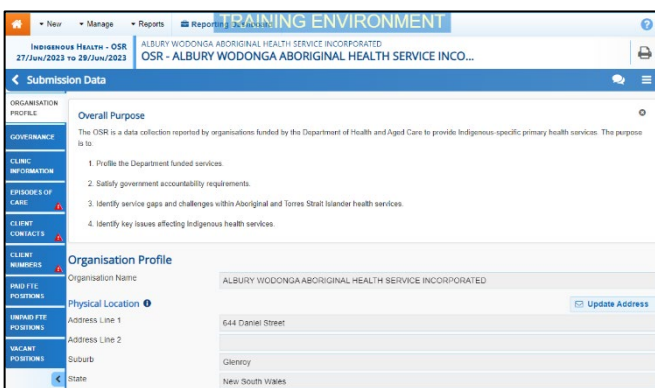 New
Manage
Reports
Reporting
TRAINING ENVIRONMENT
INDIGENOUS HEALTH - OSR
27/JUN/2023 TO 29/JUN/2023
ALBURY WODONGA ABORIGINAL HEALTH SERVICE INCORPORATED
OSR - ALBURY WODONGA ABORIGINAL HEALTH SERVICE INCO...
Submission Data
ORGANISATION
PROFILE
GOVERNANCE
CLINIC
INFORMATION
EPISODES OF
CARE
CLIENT
CONTACTS
CLIENT
NUMBERS
PAID FTE
POSITIONS
UNPAID FTE
POSITIONS
VACANT
POSITIONS
Overall Purpose
The OSR is a data collection reported by organisations funded by the Department of Health and Aged Care to provide Indigenous-specific primary health services. The purpose
is to:
1. Profile the Department funded services.
2. Satisfy government accountability requirements.
3. Identify service gaps and challenges within Aboriginal and Torres Strait Islander health services.
4. Identify key issues affecting Indigenous health services.
Organisation Profile
Organisation Name
ALBURY WODONGA ABORIGINAL HEALTH SERVICE INCORPORATED
Physical Location
Update Address
Address Line 1
644 Daniel Street
Address Line 2
Suburb
Glenroy
State
New South Wales